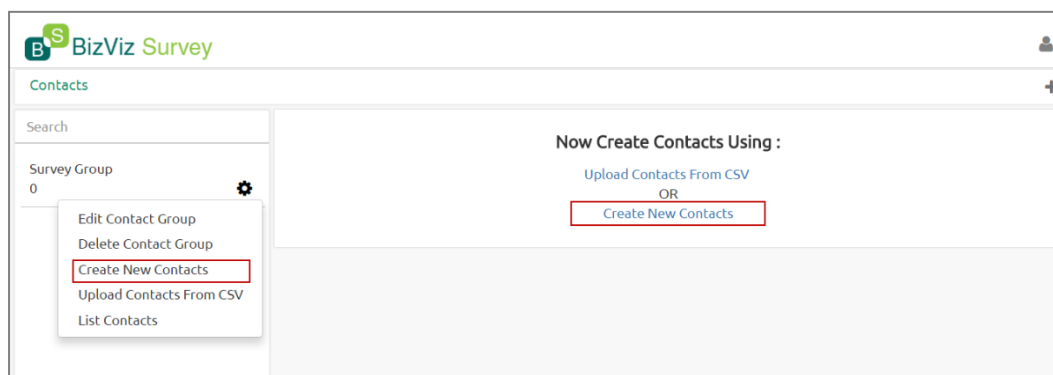 BS BizViz Survey
Contacts
Search
Survey Group
0
Edit Contact Group
Delete Contact Group
Create New Contacts
Upload Contacts From CSV
List Contacts
Now Create Contacts Using :
Upload Contacts From CSV
OR
Create New Contacts